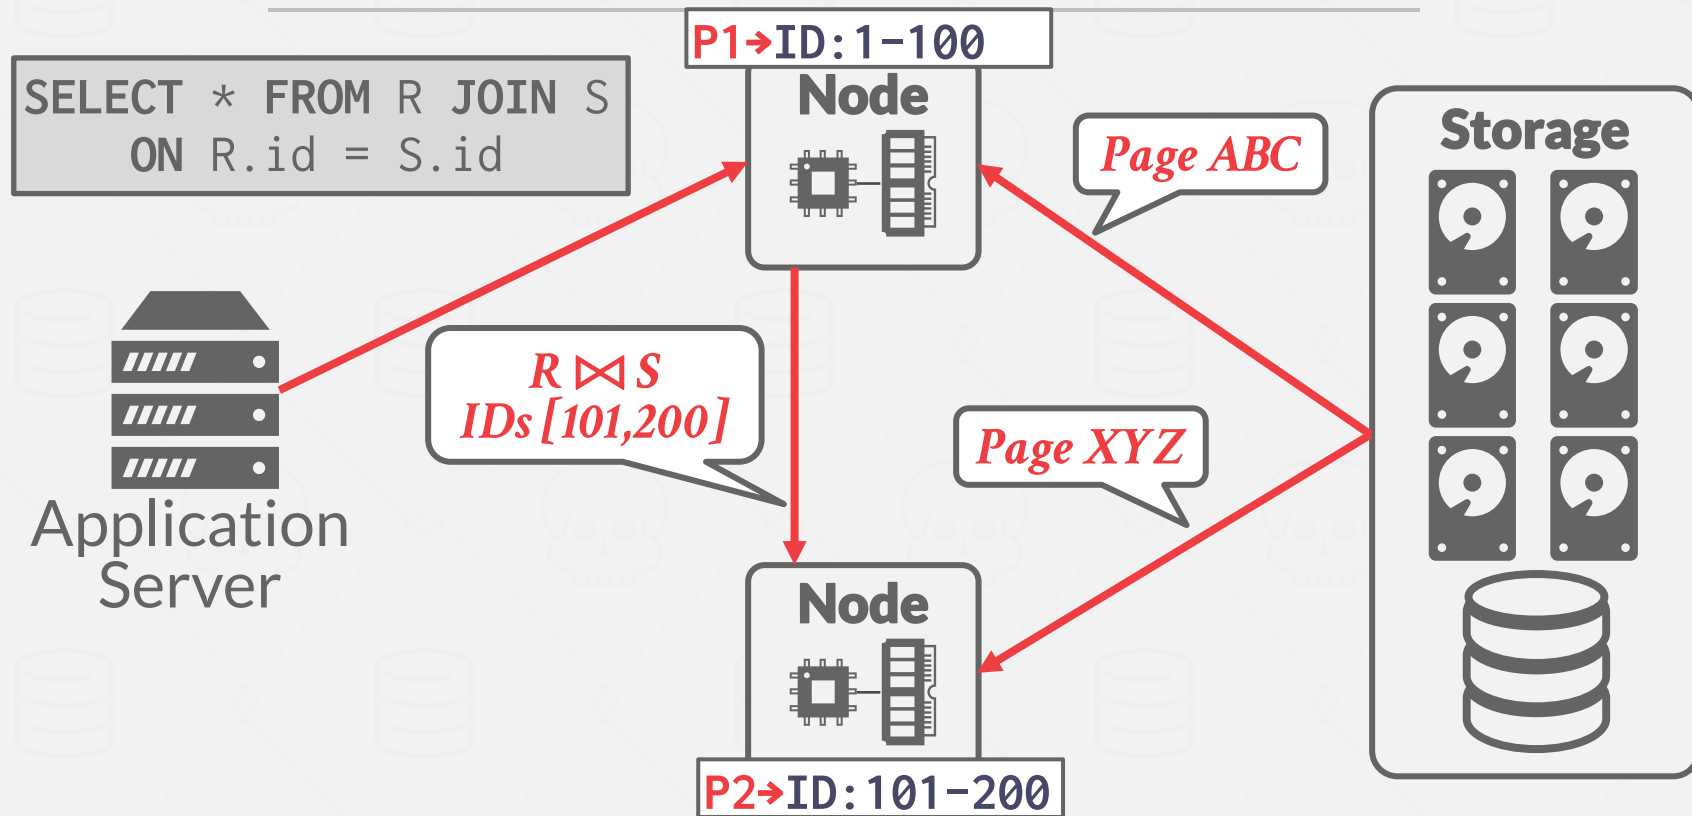 P1→ID:1-100
SELECT * FROM R JOIN S
ON R.id = S.id
Node
Page ABC
Storage
R ⋈ S
IDs [101,200]
Page XYZ
Application
Server
Node
P2→ID:101-200